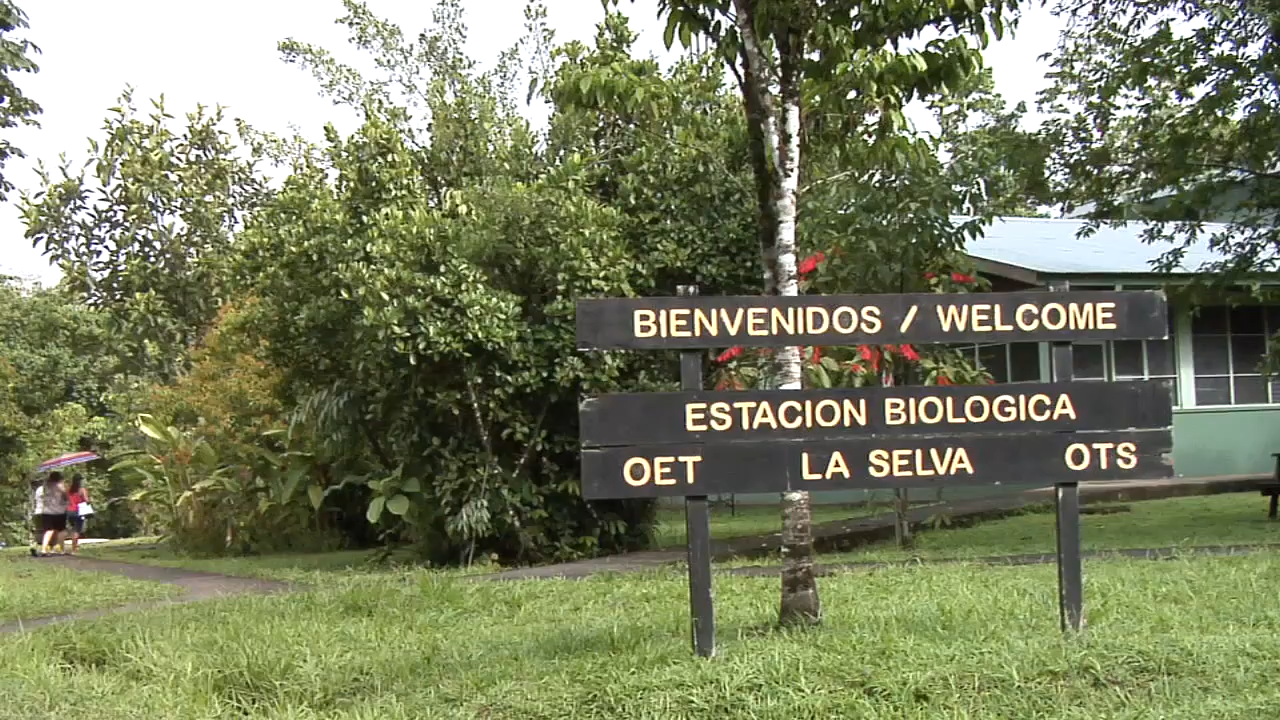 BIENVENIDOS / WELCOME
ESTACION BIOLOGICA
OET LA SELVA OTS